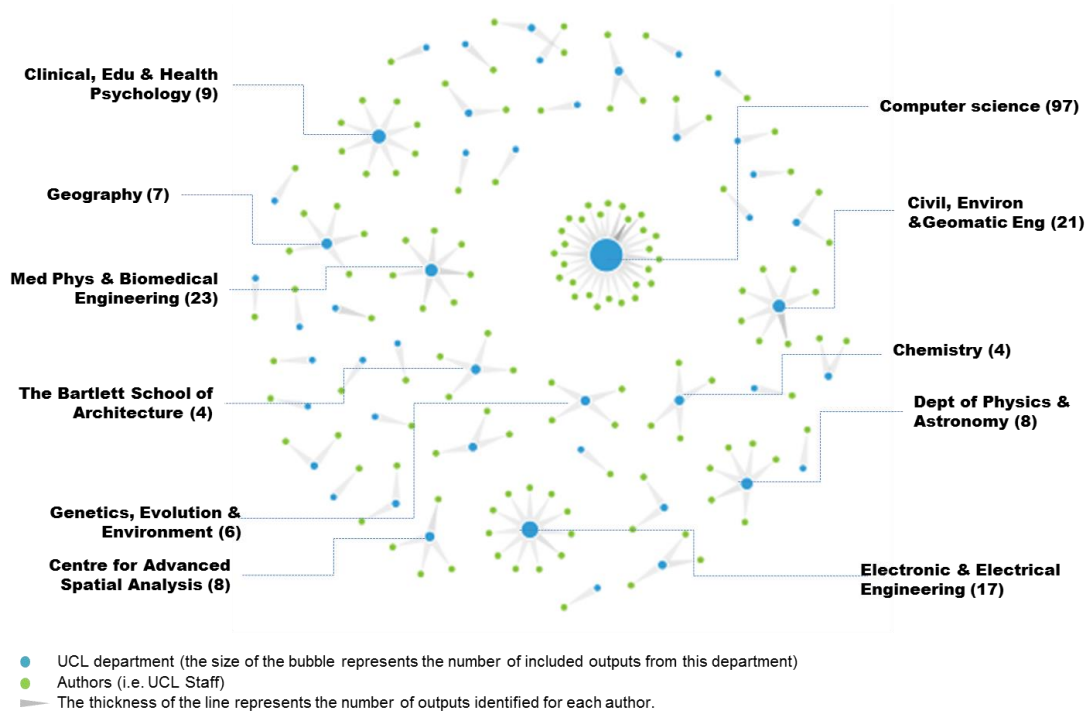 Clinical, Edu & Health
Psychology (9)
Geography (7)
Med Phys & Biomedical
Engineering (23)
The Bartlett School of
Architecture (4)
Genetics, Evolution &
Environment (6)
Centre for Advanced
Spatial Analysis (8)
Computer science (97)
Civil, Environ
&Geomatic Eng (21)
Chemistry (4)
Dept of Physics &
Astronomy (8)
Electronic & Electrical
Engineering (17)
UCL department (the size of the bubble represents the number of included outputs from this department)
Authors (i.e. UCL Staff)
The thickness of the line represents the number of outputs identified for each author.